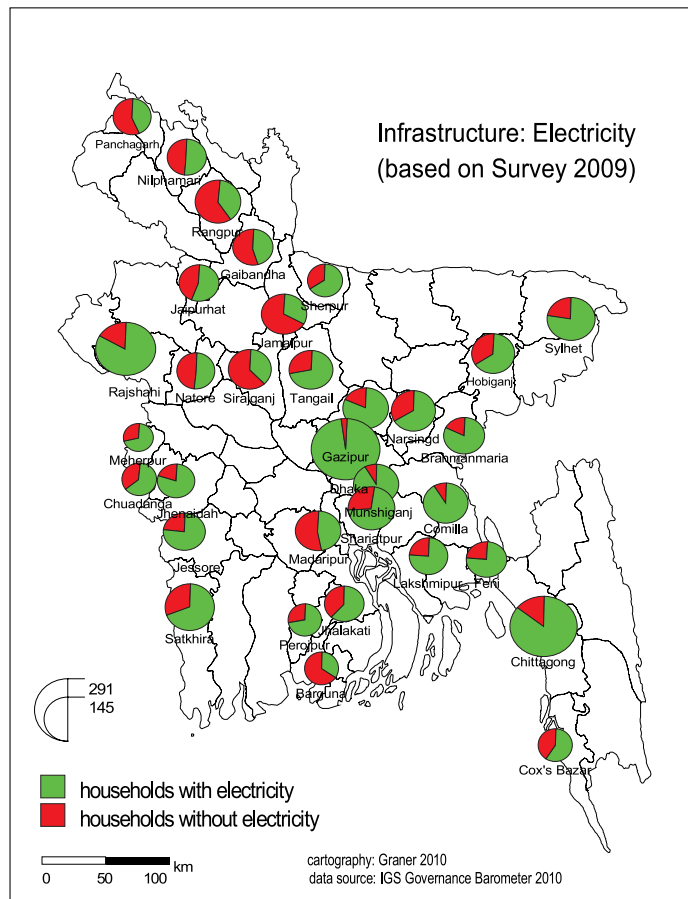 Infrastructure: Electricity
(based on Survey 2009)
Panchagarh
Nilphamari
Rangpur
Gaibandha
Jaipurhat
Sherpur
Jamalpur
Sylhet
Rajshahi
Natore
Sirajganj
Tangail
Hobiganj
Narsingd
Brahmanmaria
Meherpur
Gazipur
Chuadanga
Jhenaidah
Dhaka
Munshiganj
Comilla
Shariatpur
Jessore
Madaripur
Lakshmipur
Feni
Satkhira
Jhalakati
Perojpur
Chittagong
Barguna
Cox's Bazar
291
145
households with electricity
households without electricity
0 50 100 km
cartography: Graner 2010
data source: IGS Governance Barometer 2010